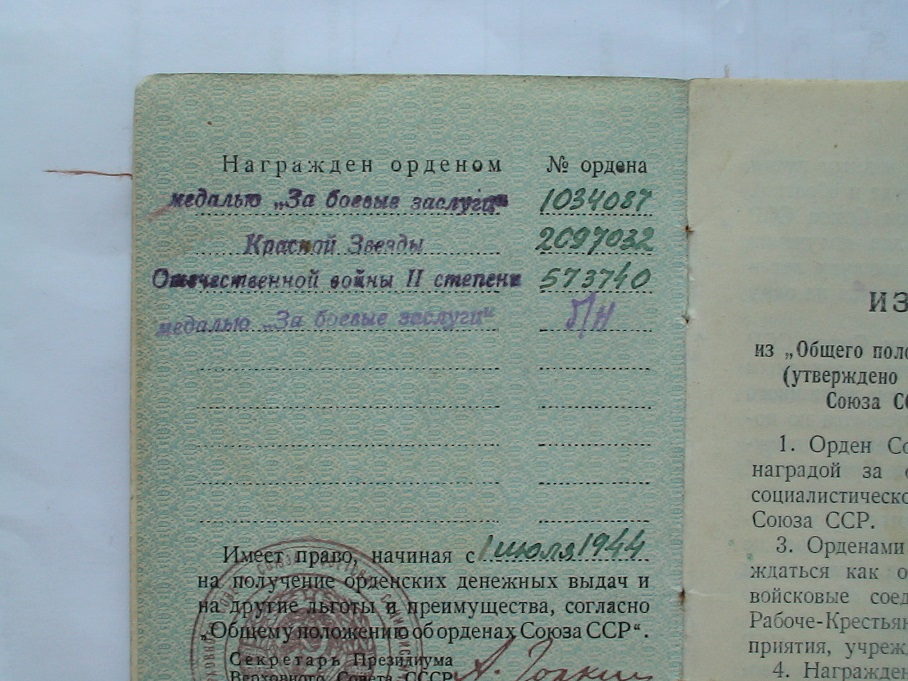 Награжден орденом № ордена
медалью „За боевые заслуги“ 1034087
Красной Звезды 2097032
Отечественной войны II степени 573740
медалью „За боевые заслуги“ б/н
Имеет право, начиная с 1 июля 1944
на получение орденских денежных выдач и
на другие льготы и преимущества, согласно
„Общему положению об орденах Союза ССР“.
Секретарь Президиума
Верховного Совета СССР А. Горкин
ИЗ
из „Общего поло
(утверждено
Союза СС
1. Орден Со
наградой за
социалистическо
Союза ССР.
3. Орденами
ждаться как о
войсковые соед
Рабоче-Крестьян
приятия, учрежд
4. Награжден